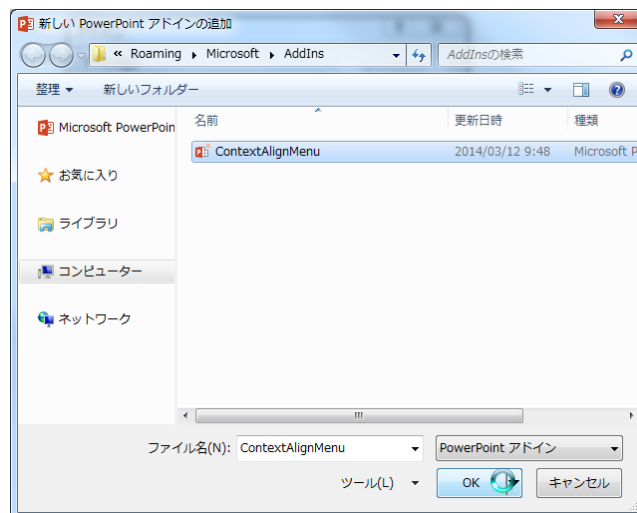 新しい PowerPoint アドインの追加
« Roaming ▸ Microsoft ▸ AddIns
AddInsの検索
整理 ▼ 新しいフォルダー
Microsoft PowerPoin
お気に入り
ライブラリ
コンピューター
ネットワーク
名前 更新日時 種類
ContextAlignMenu 2014/03/12 9:48 Microsoft P
ファイル名(N): ContextAlignMenu PowerPoint アドイン
ツール(L) ▼ OK キャンセル